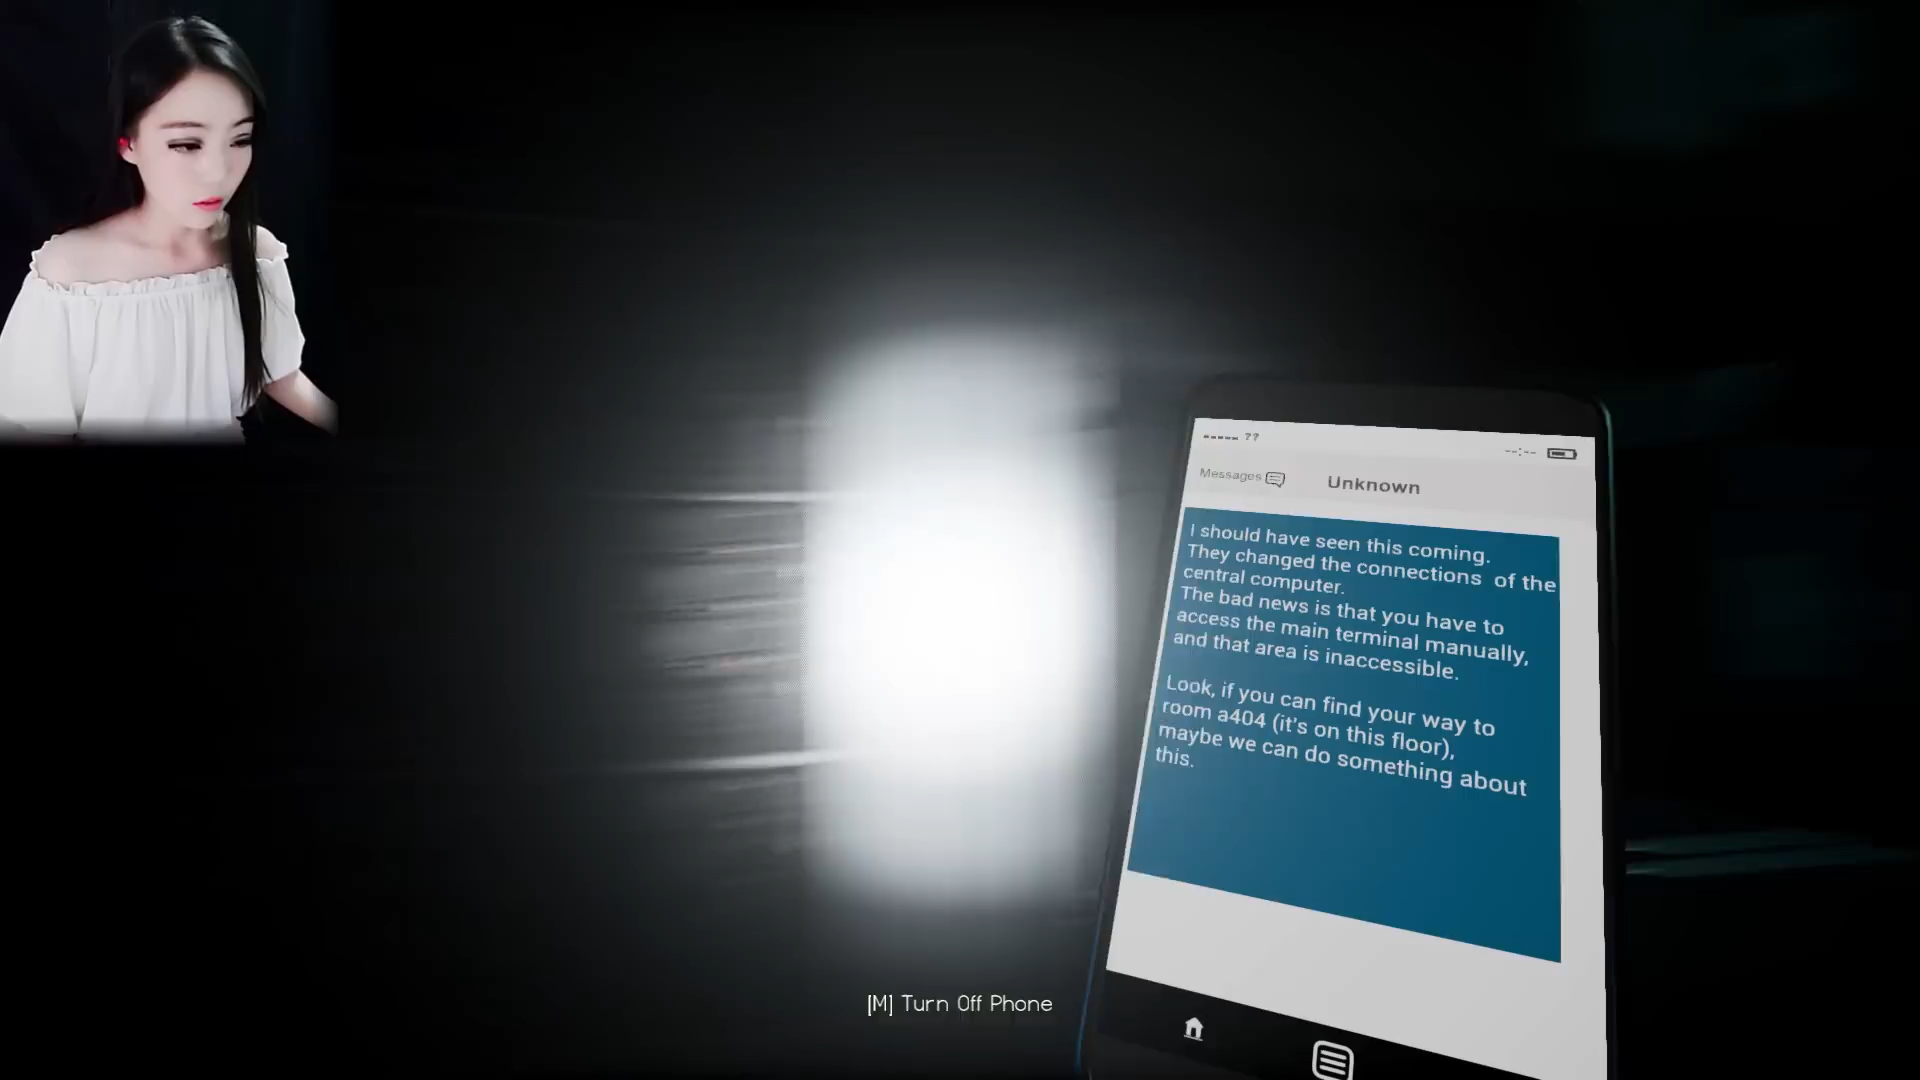 ----- ??
--:--
Messages
Unknown
I should have seen this coming.
They changed the connections of the
central computer.
The bad news is that you have to
access the main terminal manually,
and that area is inaccessible.
Look, if you can find your way to
room a404 (it's on this floor),
maybe we can do something about
this.
[M] Turn Off Phone